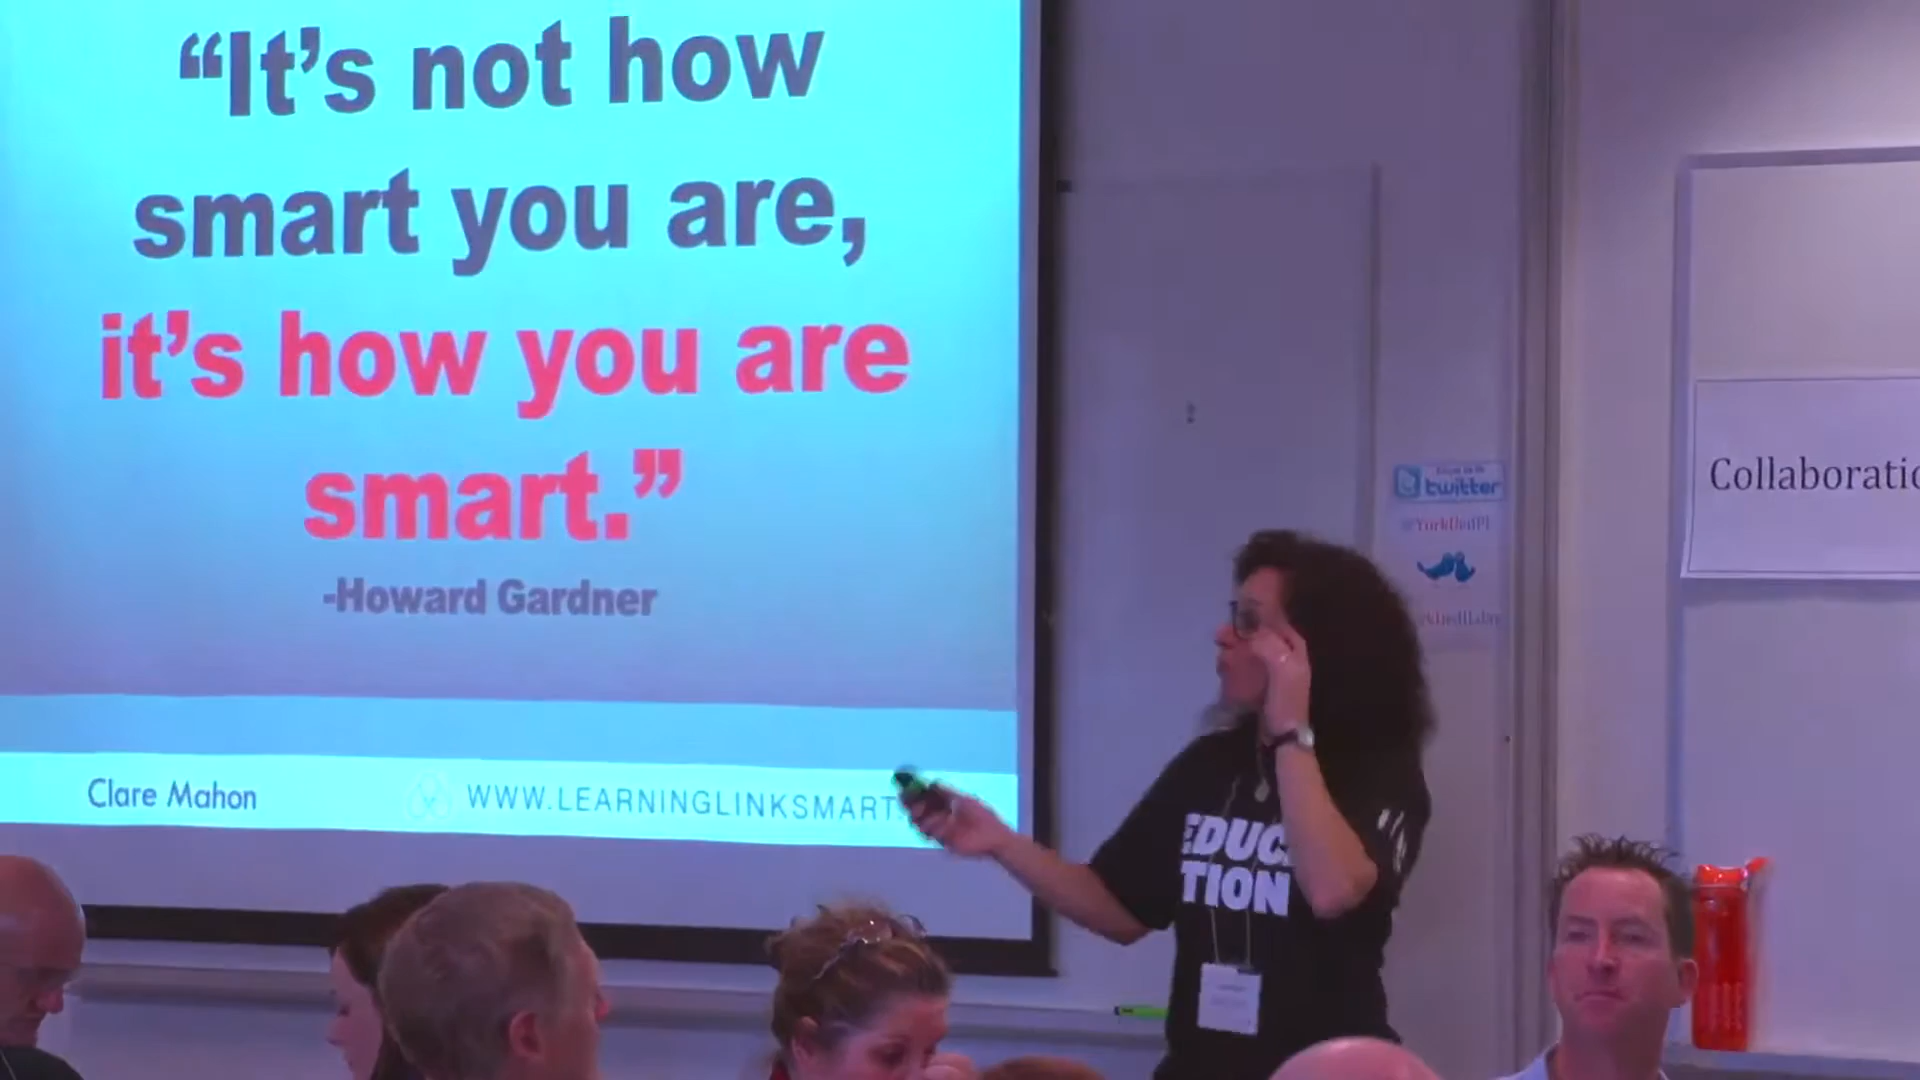 “It’s not how
smart you are,
it’s how you are
smart.”
-Howard Gardner
Clare Mahon
WWW.LEARNINGLINKSMART.
twitter
Collaboratio
EDUCA
TION